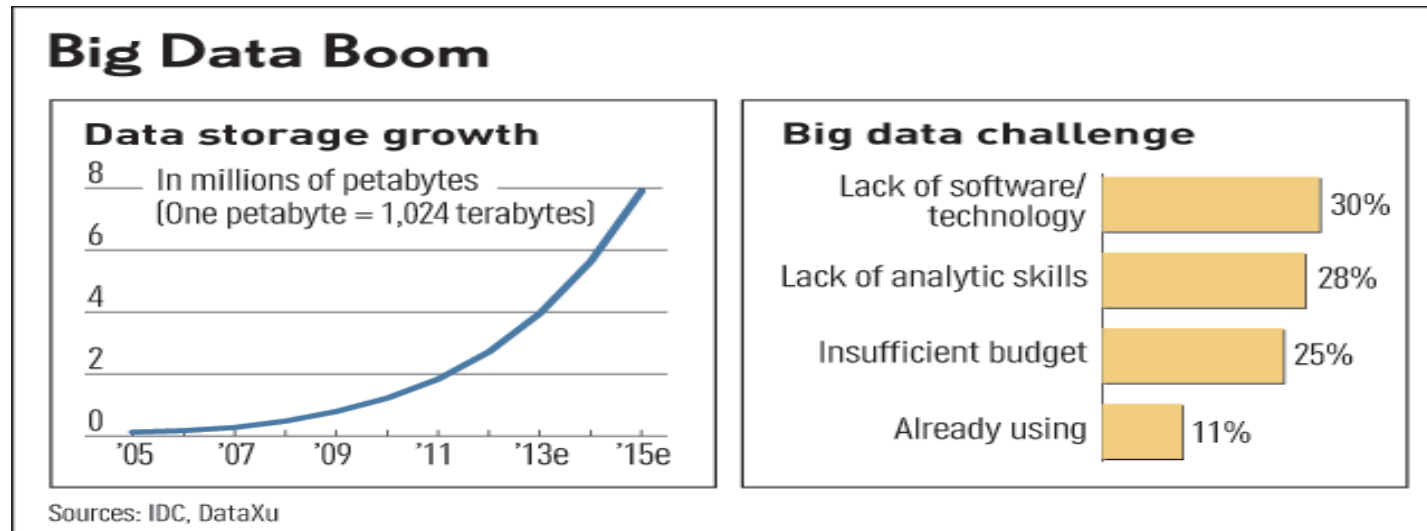 Big Data Boom
Data storage growth
8
In millions of petabytes
(One petabyte = 1,024 terabytes)
6
4
2
0
'05 '07 '09 '11 '13e '15e
Big data challenge
Lack of software/
technology
30%
Lack of analytic skills 28%
Insufficient budget 25%
Already using 11%
Sources: IDC, DataXu